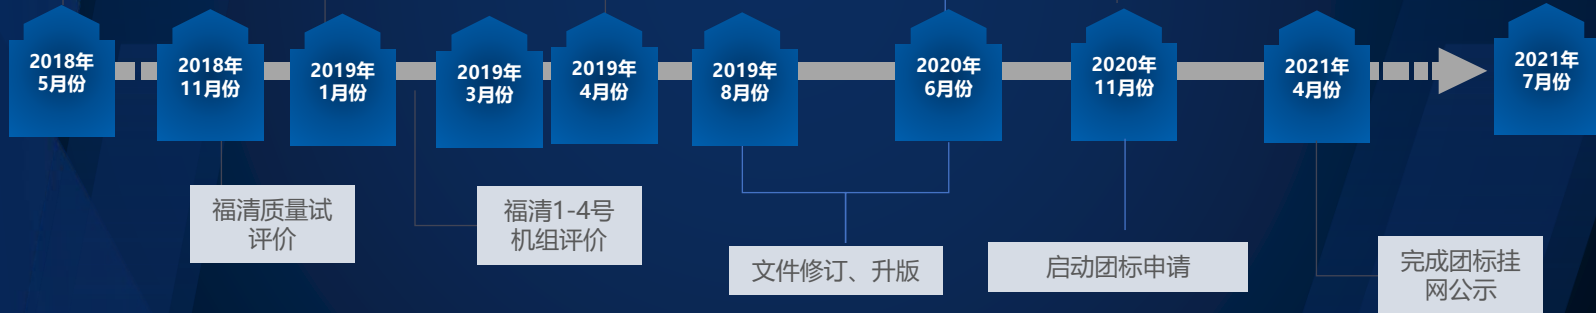 2018年
5月份
2018年
11月份
2019年
1月份
2019年
3月份
2019年
4月份
2019年
8月份
2020年
6月份
2020年
11月份
2021年
4月份
2021年
7月份
福清质量试
评价
福清1-4号
机组评价
文件修订、升版
启动团标申请
完成团标挂
网公示